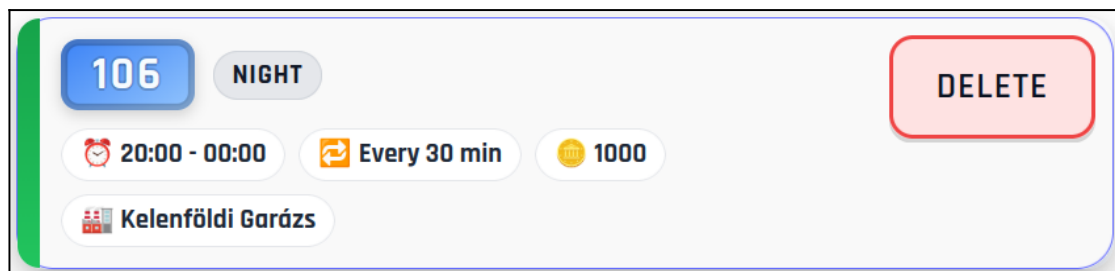 106 NIGHT DELETE
20:00 - 00:00 Every 30 min 1000
Kelenföldi Garázs